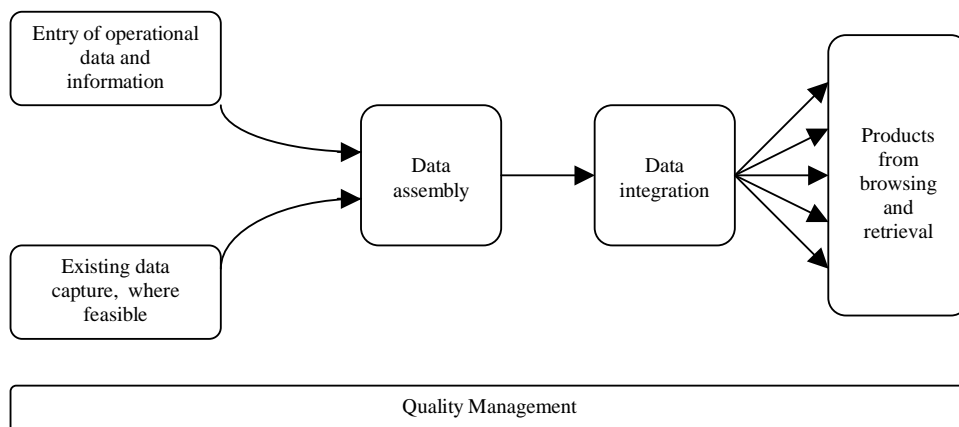 Entry of operational
data and
information
Existing data
capture,  where
feasible
Data
assembly
Data
integration
Products
from
browsing
and
retrieval
Quality Management